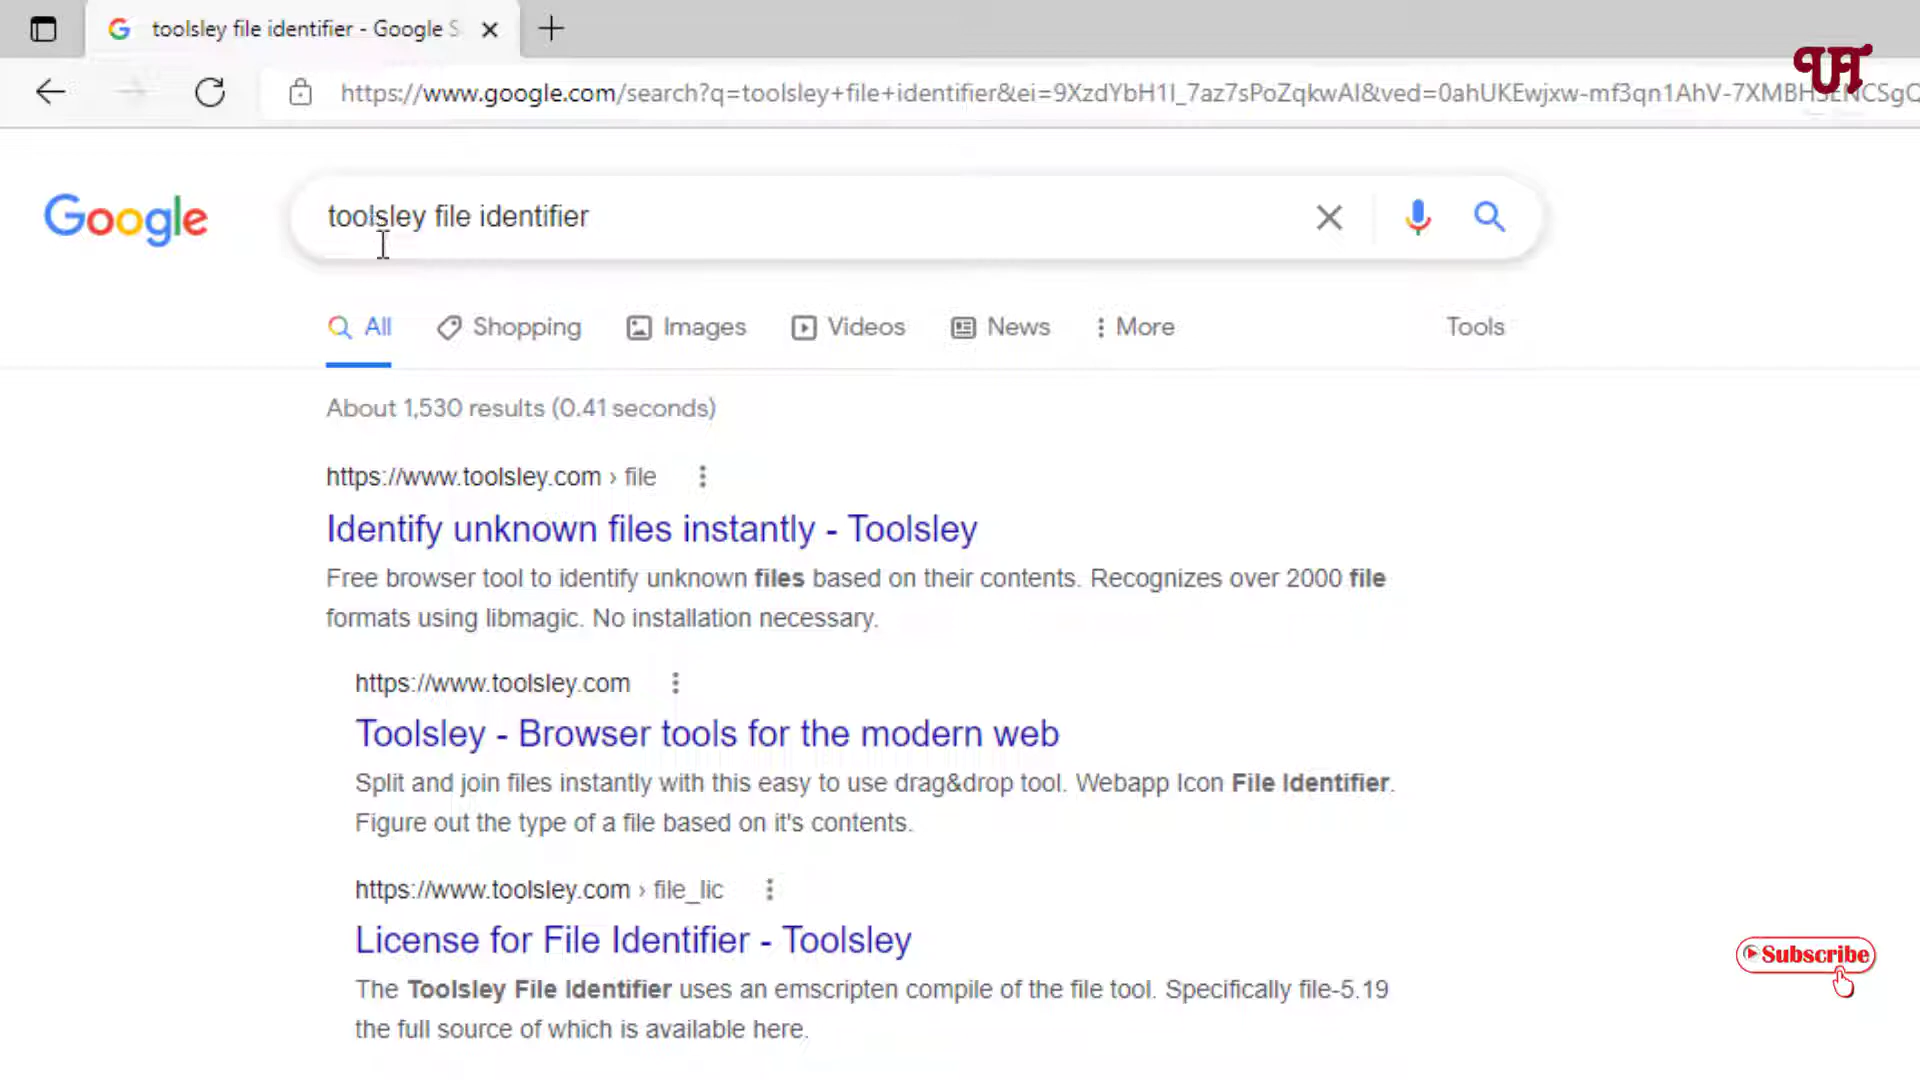 toolsley file identifier - Google S
https://www.google.com/search?q=toolsley+file+identifier&ei=9XzdYbH1I_7az7sPoZqkwAI&ved=0ahUKEwjxw-mf3qn1AhV-7XMBHSENCSgQ
UA
Google
toolsley file identifier
All Shopping Images Videos News More Tools
About 1,530 results (0.41 seconds)
https://www.toolsley.com › file
Identify unknown files instantly - Toolsley
Free browser tool to identify unknown files based on their contents. Recognizes over 2000 file
formats using libmagic. No installation necessary.
https://www.toolsley.com
Toolsley - Browser tools for the modern web
Split and join files instantly with this easy to use drag&drop tool. Webapp Icon File Identifier.
Figure out the type of a file based on it's contents.
https://www.toolsley.com › file_lic
License for File Identifier - Toolsley
Subscribe
The Toolsley File Identifier uses an emscripten compile of the file tool. Specifically file-5.19
the full source of which is available here.